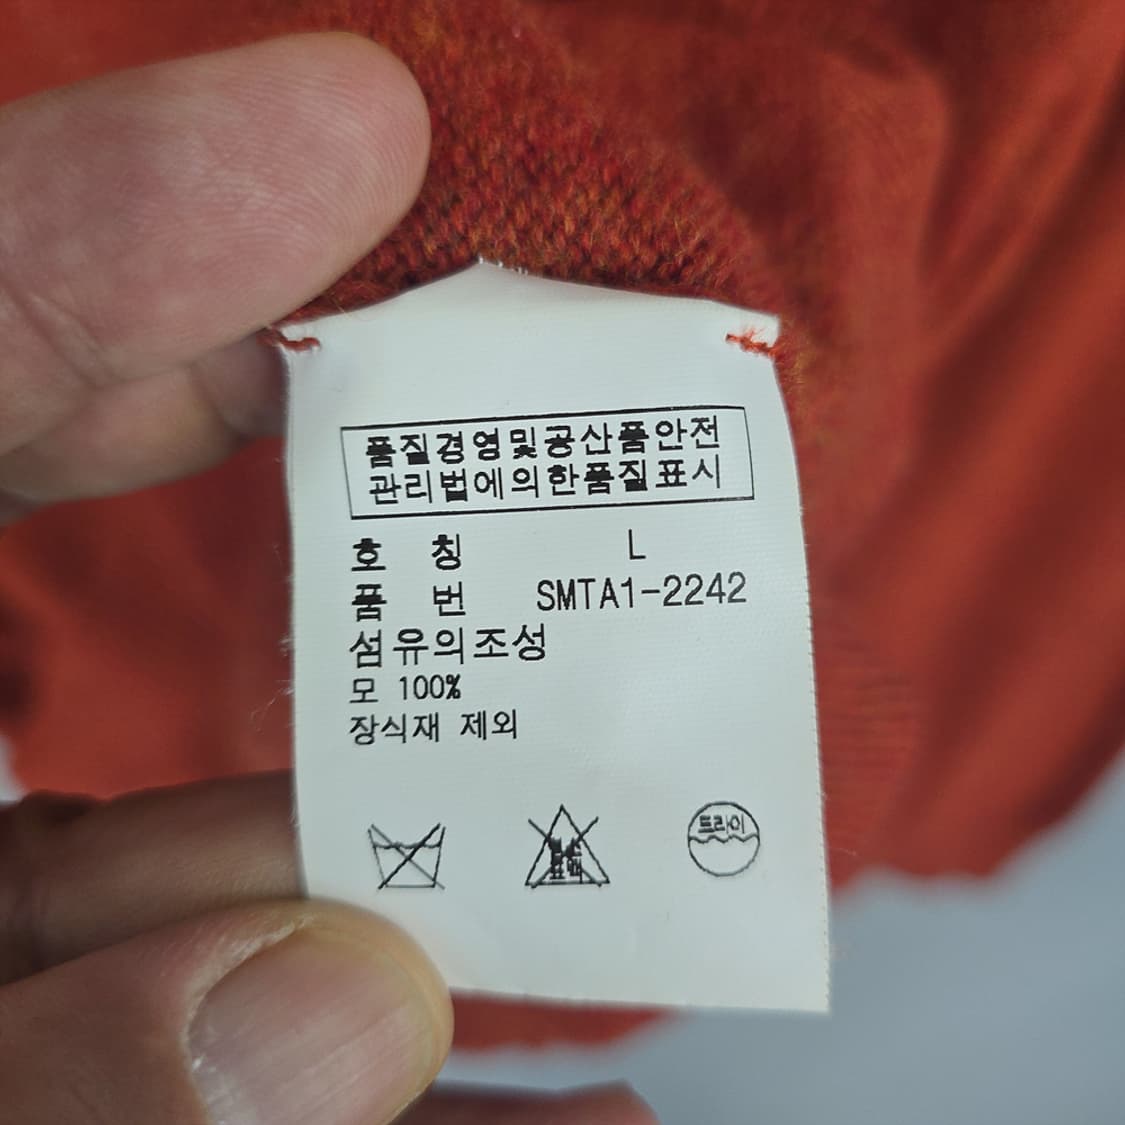 품질경영및공산품안전
관리법에의한품질표시
호 칭 L
품 번 SMTA1-2242
섬유의조성
모 100%
장식재 제외
드라이